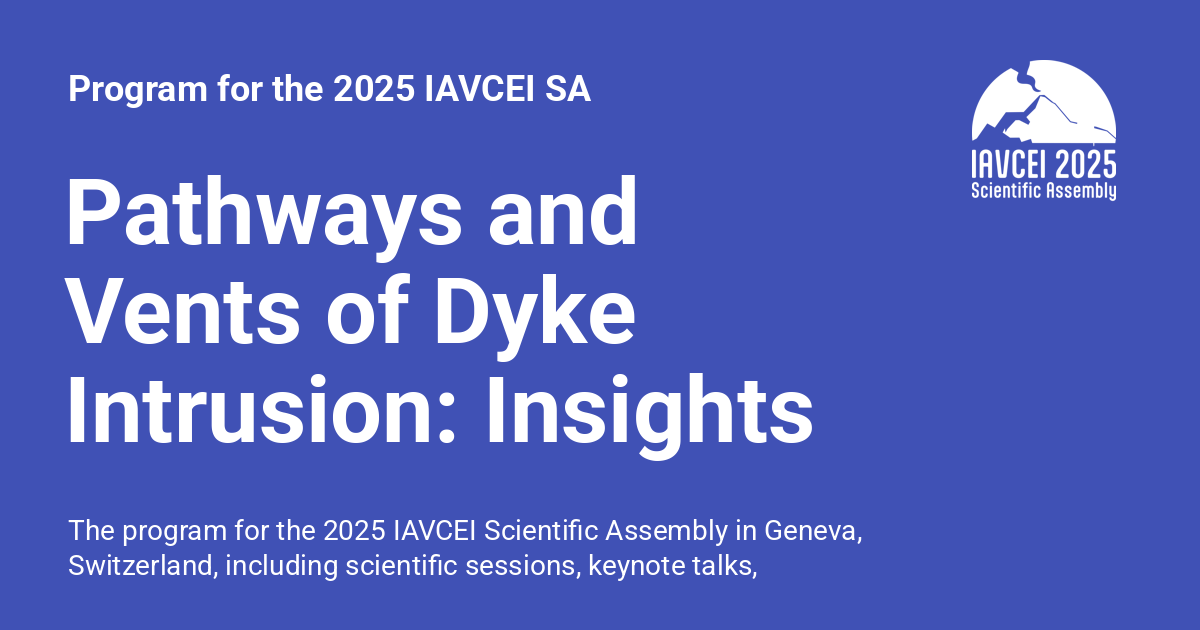 Program for the 2025 IAVCEI SA
IAVCEI 2025
Scientific Assembly
Pathways and
Vents of Dyke
Intrusion: Insights
The program for the 2025 IAVCEI Scientific Assembly in Geneva,
Switzerland, including scientific sessions, keynote talks,